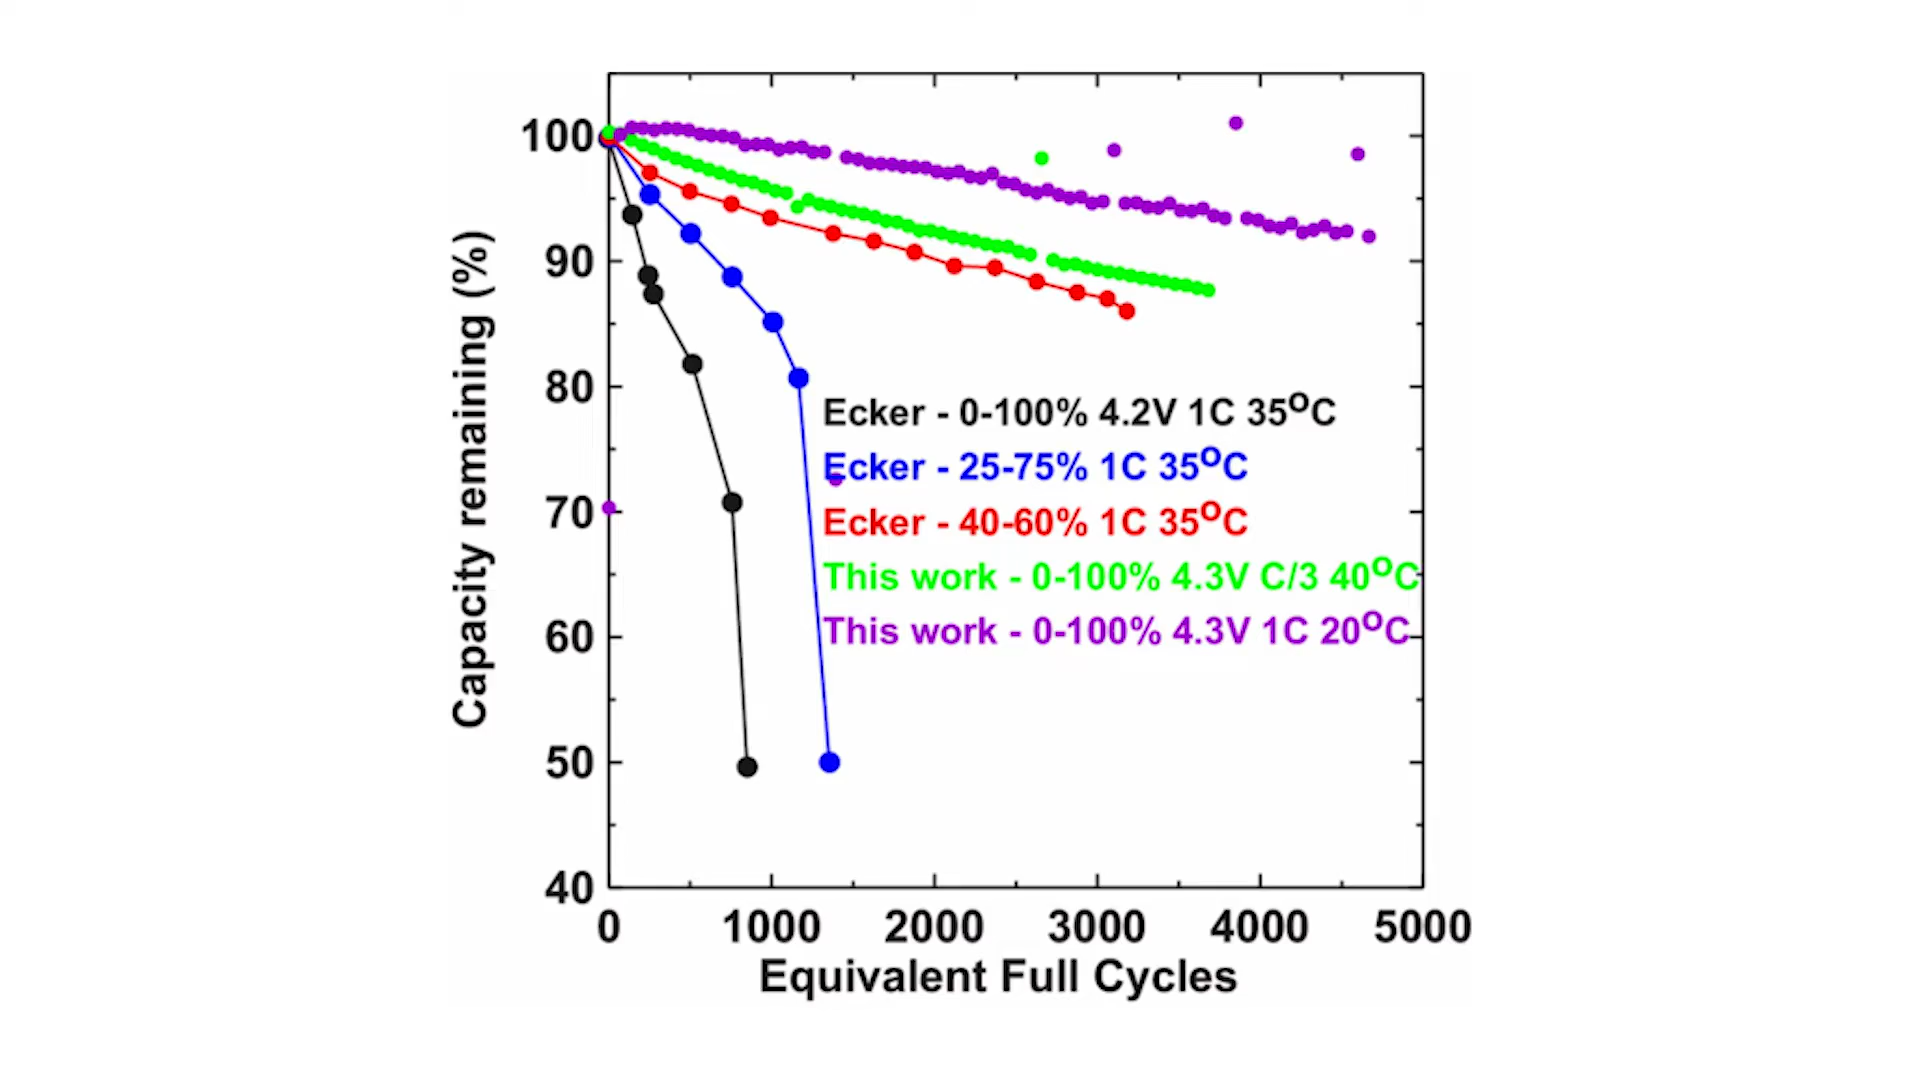 100
90
80
70
60
50
40
Capacity remaining (%)
Ecker - 0-100% 4.2V 1C 35°C
Ecker - 25-75% 1C 35°C
Ecker - 40-60% 1C 35°C
This work - 0-100% 4.3V C/3 40°C
This work - 0-100% 4.3V 1C 20°C
0 1000 2000 3000 4000 5000
Equivalent Full Cycles